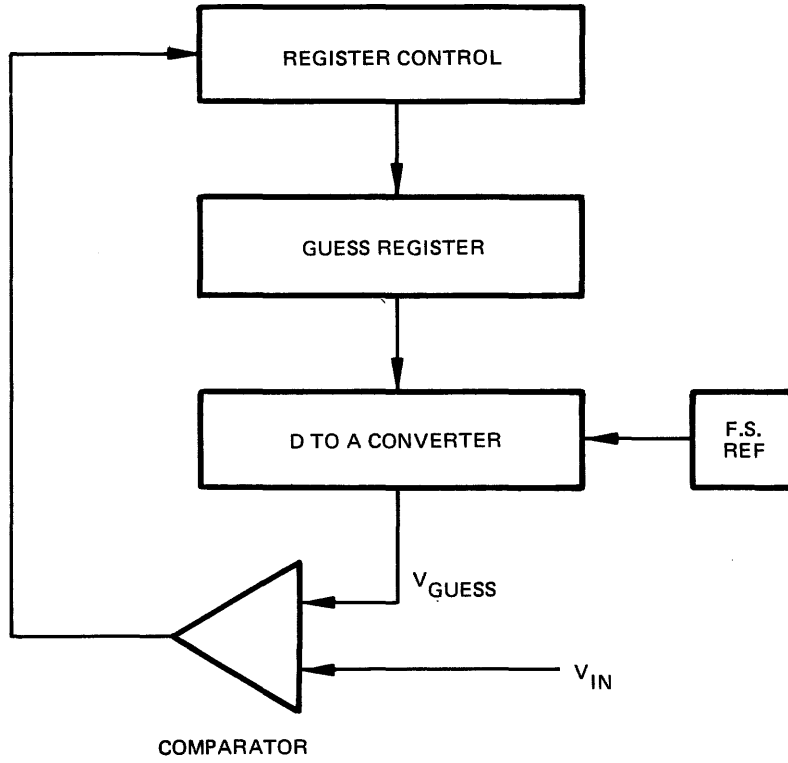 REGISTER CONTROL
GUESS REGISTER
D TO A CONVERTER
F.S.
REF
VGUESS
VIN
COMPARATOR